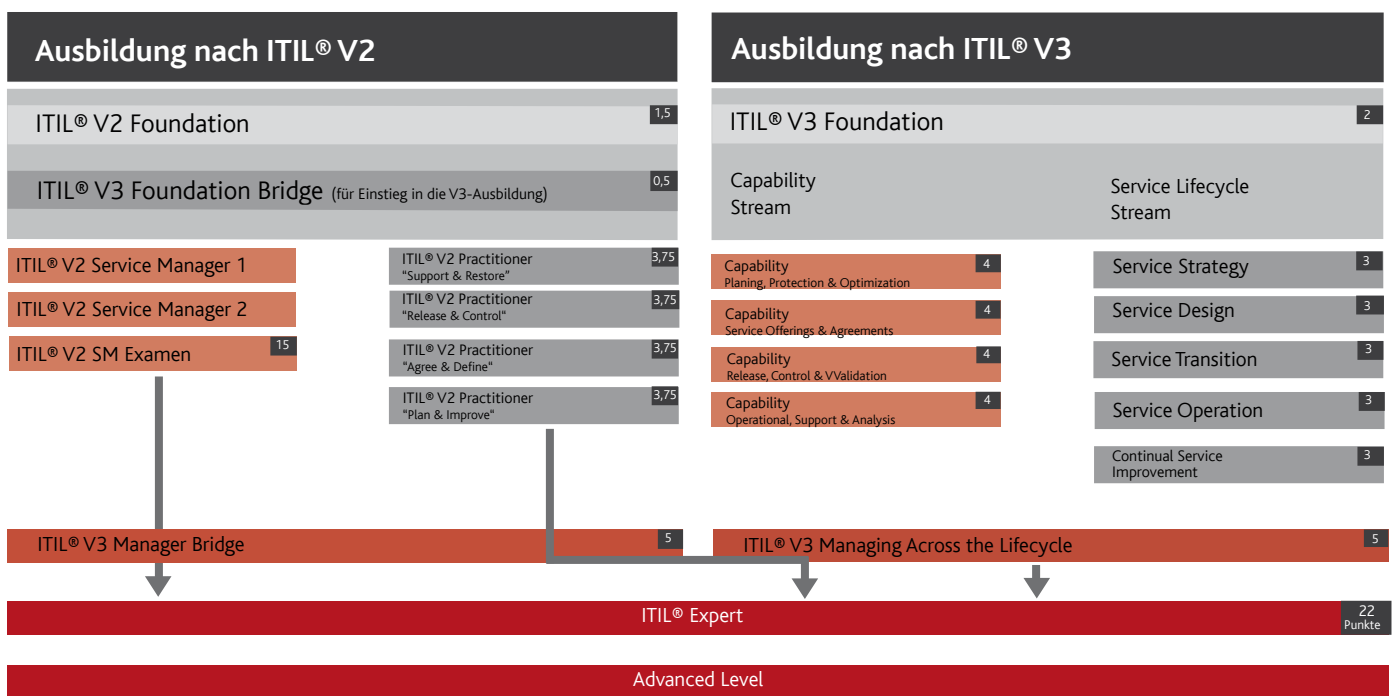 Ausbildung nach ITIL® V2
ITIL® V2 Foundation
1,5
ITIL® V3 Foundation Bridge (für Einstieg in die V3-Ausbildung)
0,5
ITIL® V2 Service Manager 1
ITIL® V2 Service Manager 2
ITIL® V2 SM Examen
15
ITIL® V2 Practitioner
"Support & Restore"
3,75
ITIL® V2 Practitioner
"Release & Control"
3,75
ITIL® V2 Practitioner
"Agree & Define"
3,75
ITIL® V2 Practitioner
"Plan & Improve"
3,75
Ausbildung nach ITIL® V3
ITIL® V3 Foundation
2
Capability
Stream
Service Lifecycle
Stream
Capability
Planing, Protection & Optimization
4
Capability
Service Offerings & Agreements
4
Capability
Release, Control & VValidation
4
Capability
Operational, Support & Analysis
4
Service Strategy
3
Service Design
3
Service Transition
3
Service Operation
3
Continual Service
Improvement
3
ITIL® V3 Manager Bridge
5
ITIL® V3 Managing Across the Lifecycle
5
ITIL® Expert
22
Punkte
Advanced Level